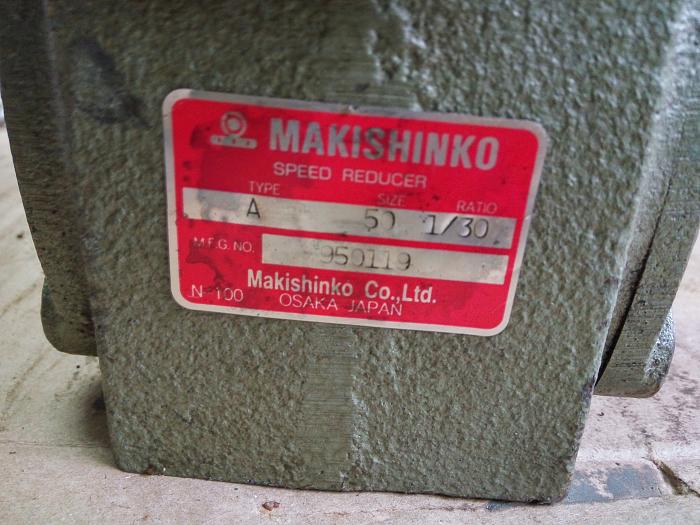 MAKISHINKO
SPEED REDUCER
TYPE SIZE RATIO
A 50 1/30
M.F.G. NO. 950119
Makishinko Co.,Ltd.
N-100 OSAKA JAPAN